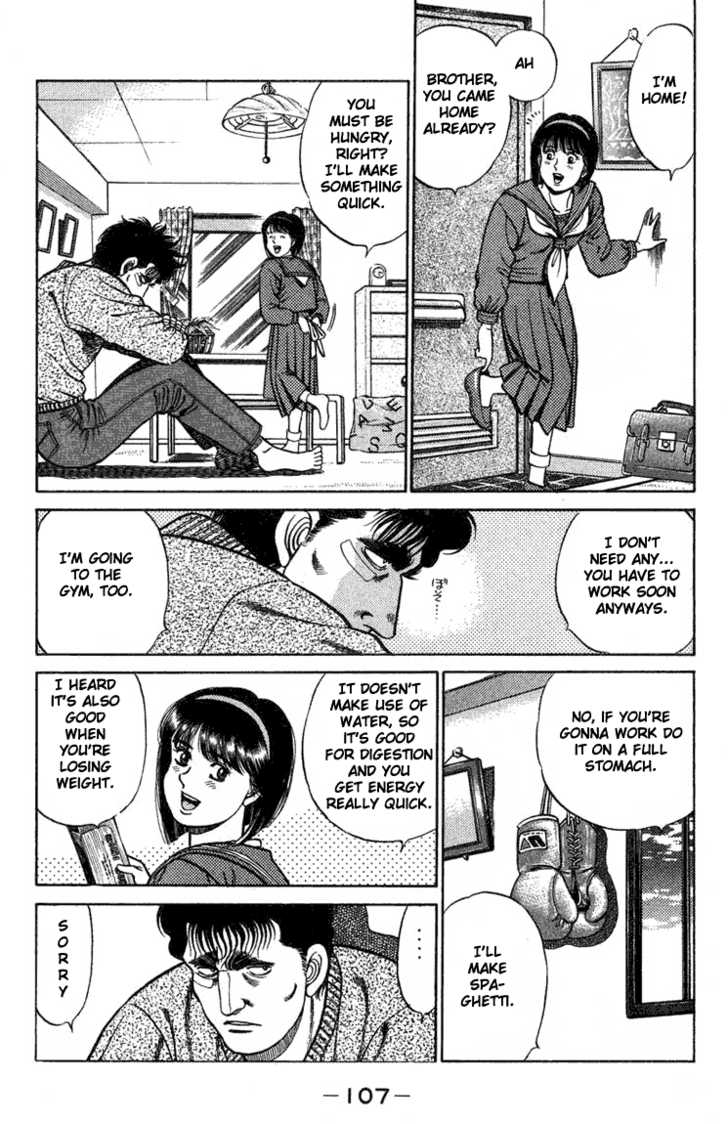 I'M
HOME!
AH
BROTHER,
YOU CAME
HOME
ALREADY?
YOU
MUST BE
HUNGRY,
RIGHT?
I'LL MAKE
SOMETHING
QUICK.
I DON'T
NEED ANY...
YOU HAVE TO
WORK SOON
ANYWAYS.
I'M GOING
TO THE
GYM, TOO.
NO, IF YOU'RE
GONNA WORK DO
IT ON A FULL
STOMACH.
I'LL
MAKE
SPA-
GHETTI.
IT DOESN'T
MAKE USE OF
WATER, SO
IT'S GOOD
FOR DIGESTION
AND YOU
GET ENERGY
REALLY QUICK.
I HEARD
IT'S ALSO
GOOD
WHEN
YOU'RE
LOSING
WEIGHT.
....
S
O
R
R
Y
-107-